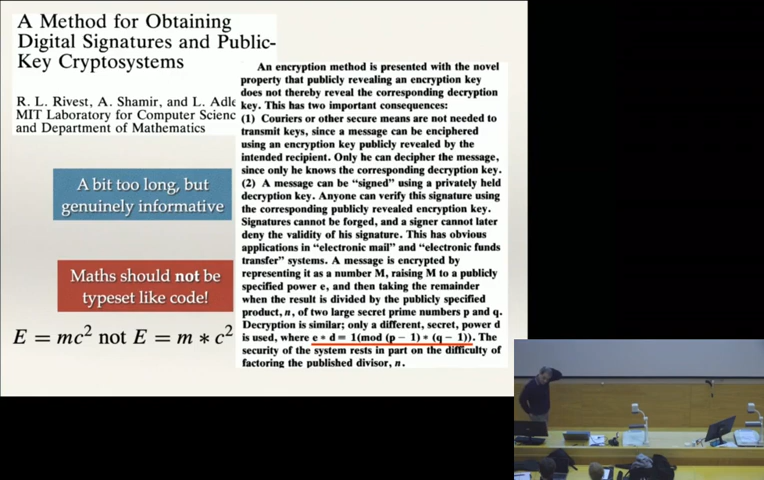 A Method for Obtaining
Digital Signatures and Public-
Key Cryptosystems
R. L. Rivest, A. Shamir, and L. Adle
MIT Laboratory for Computer Scienc
and Department of Mathematics
An encryption method is presented with the novel
property that publicly revealing an encryption key
does not thereby reveal the corresponding decryption
key. This has two important consequences:
(1) Couriers or other secure means are not needed to
transmit keys, since a message can be enciphered
using an encryption key publicly revealed by the
intended recipient. Only he can decipher the message,
since only he knows the corresponding decryption key.
(2) A message can be “signed” using a privately held
decryption key. Anyone can verify this signature using
the corresponding publicly revealed encryption key.
Signatures cannot be forged, and a signer cannot later
deny the validity of his signature. This has obvious
applications in “electronic mail” and “electronic funds
transfer” systems. A message is encrypted by
representing it as a number M, raising M to a publicly
specified power e, and then taking the remainder
when the result is divided by the publicly specified
product, n, of two large secret prime numbers p and q.
Decryption is similar; only a different, secret, power d
is used, where e * d = 1(mod (p − 1) * (q − 1)). The
security of the system rests in part on the difficulty of
factoring the published divisor, n.
A bit too long, but
genuinely informative
Maths should not be
typeset like code!
E = mc² not E = m * c²